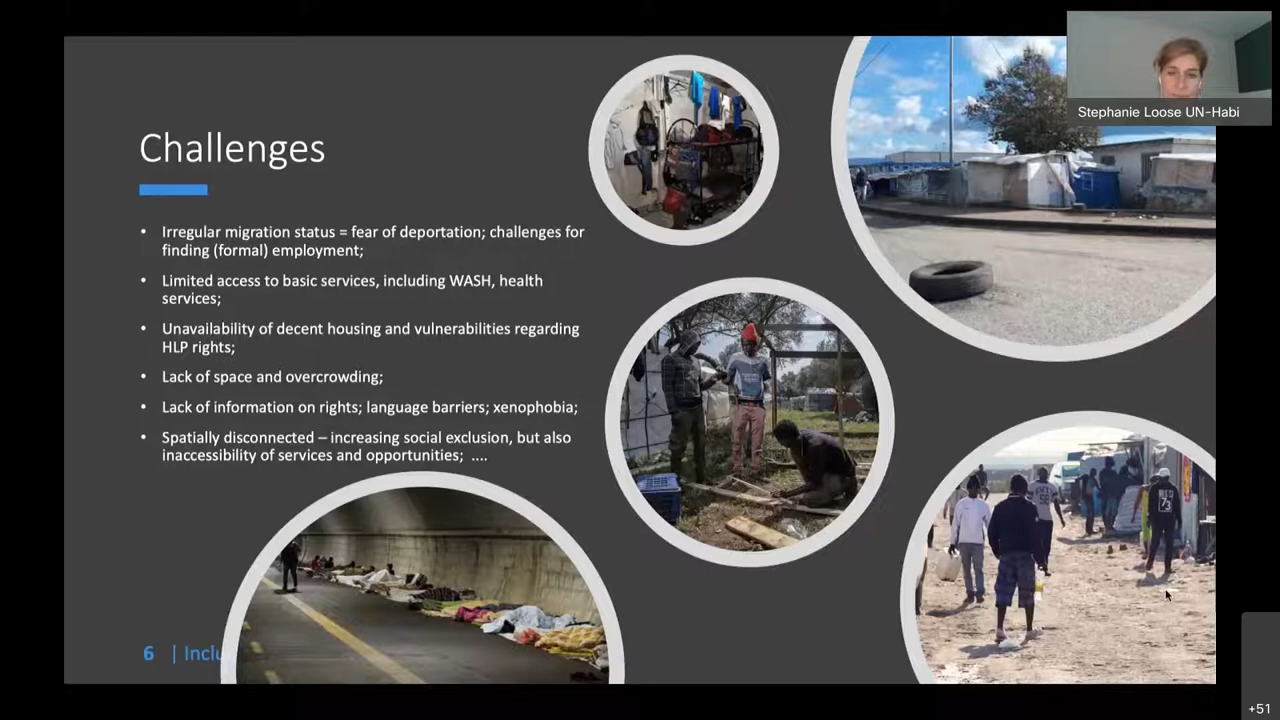 Stephanie Loose UN-Habi
Challenges
• Irregular migration status = fear of deportation; challenges for
finding (formal) employment;
• Limited access to basic services, including WASH, health
services;
• Unavailability of decent housing and vulnerabilities regarding
HLP rights;
• Lack of space and overcrowding;
• Lack of information on rights; language barriers; xenophobia;
• Spatially disconnected – increasing social exclusion, but also
inaccessibility of services and opportunities; ....
73
6 | Inclu
+51